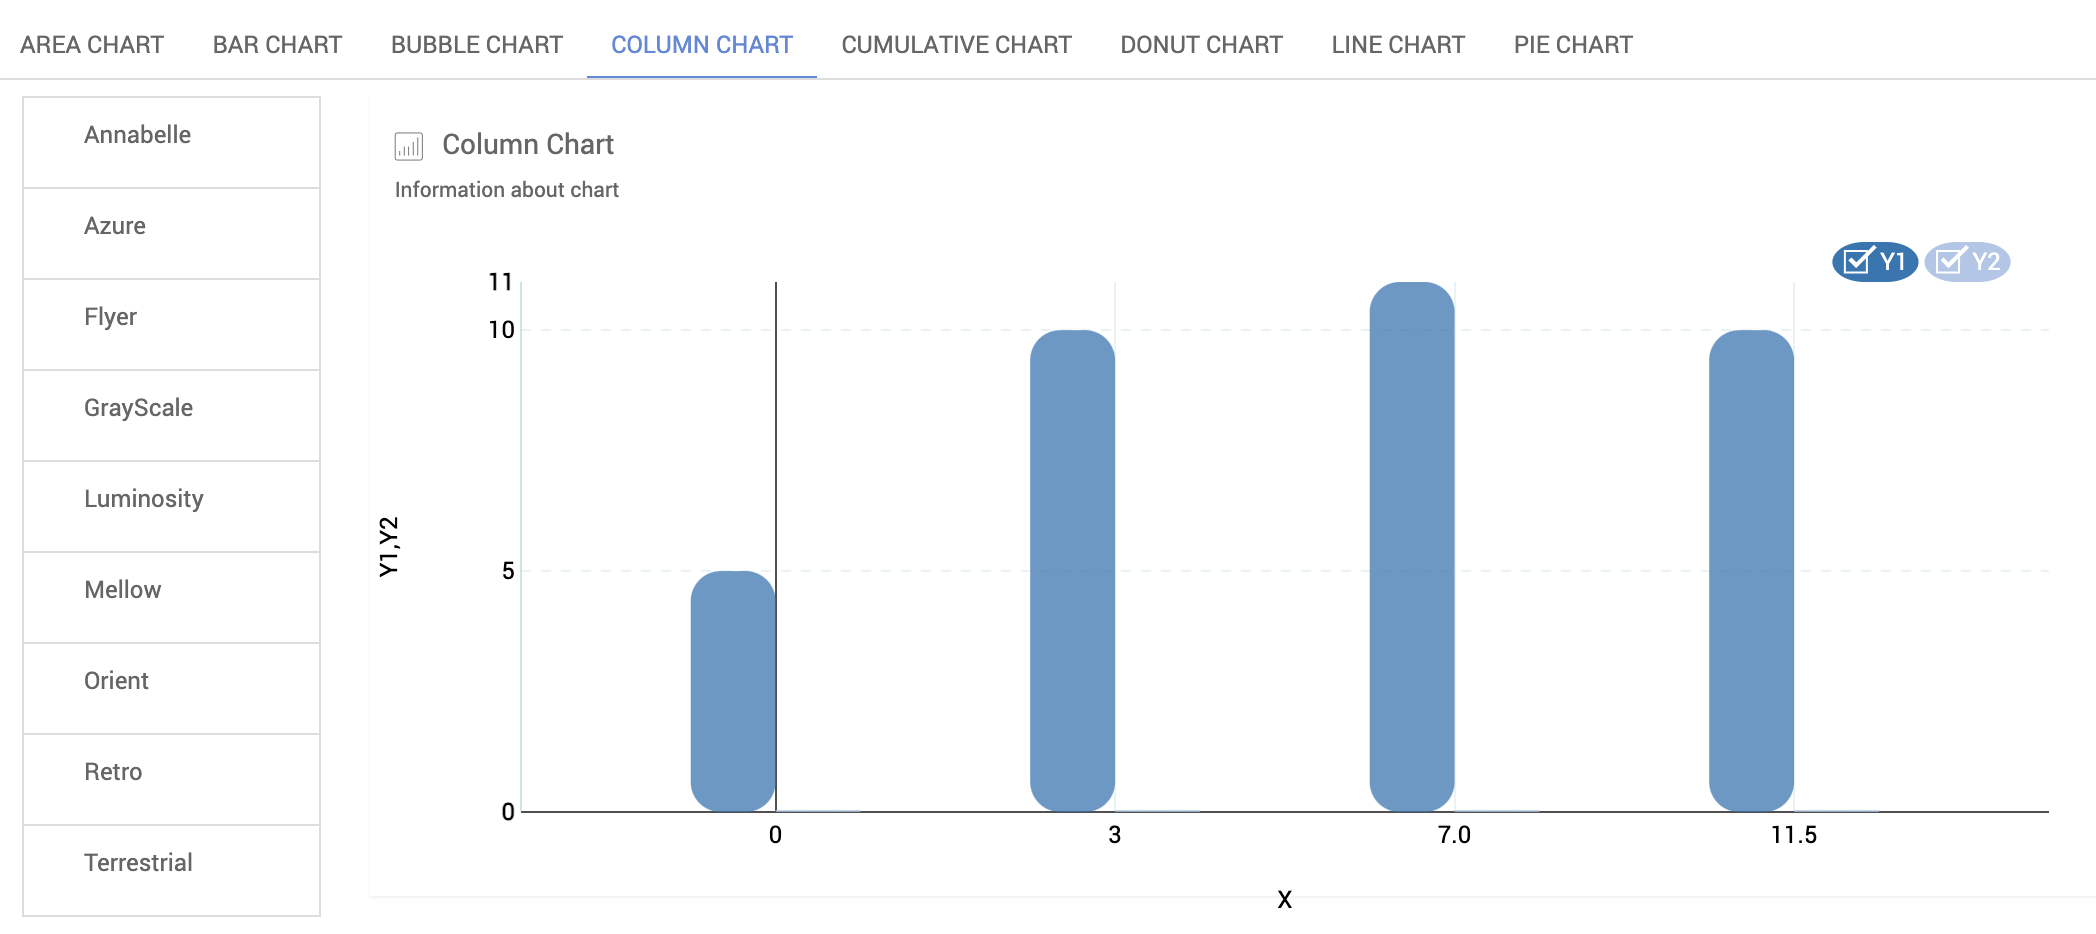 AREA CHART BAR CHART BUBBLE CHART COLUMN CHART CUMULATIVE CHART DONUT CHART LINE CHART PIE CHART
Annabelle
Azure
Flyer
GrayScale
Luminosity
Mellow
Orient
Retro
Terrestrial
Column Chart
Information about chart
Y1 Y2
11
10
5
0
Y1,Y2
0 3 7.0 11.5
X